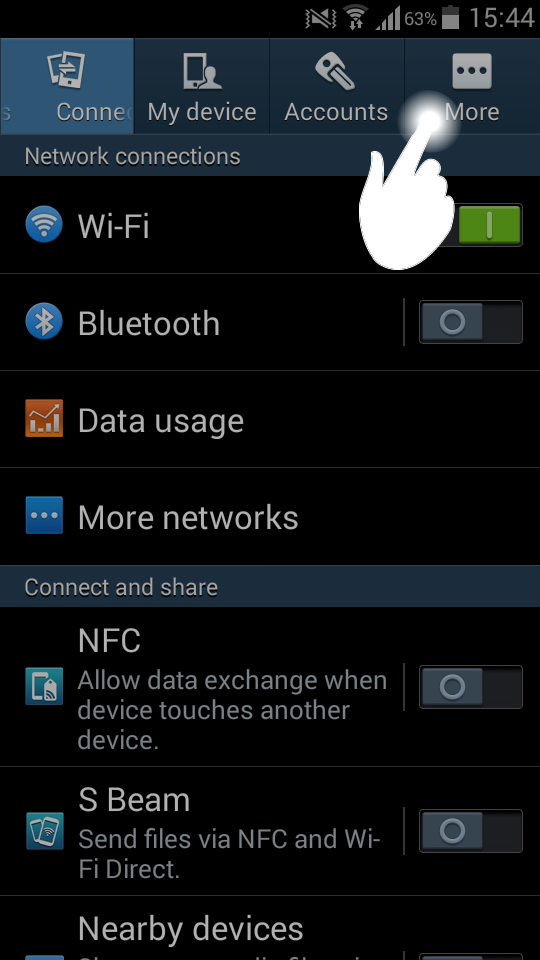 63% 15:44
s Connec My device Accounts More
Network connections
Wi-Fi
Bluetooth
Data usage
More networks
Connect and share
NFC
Allow data exchange when
device touches another
device.
S Beam
Send files via NFC and Wi-
Fi Direct.
Nearby devices